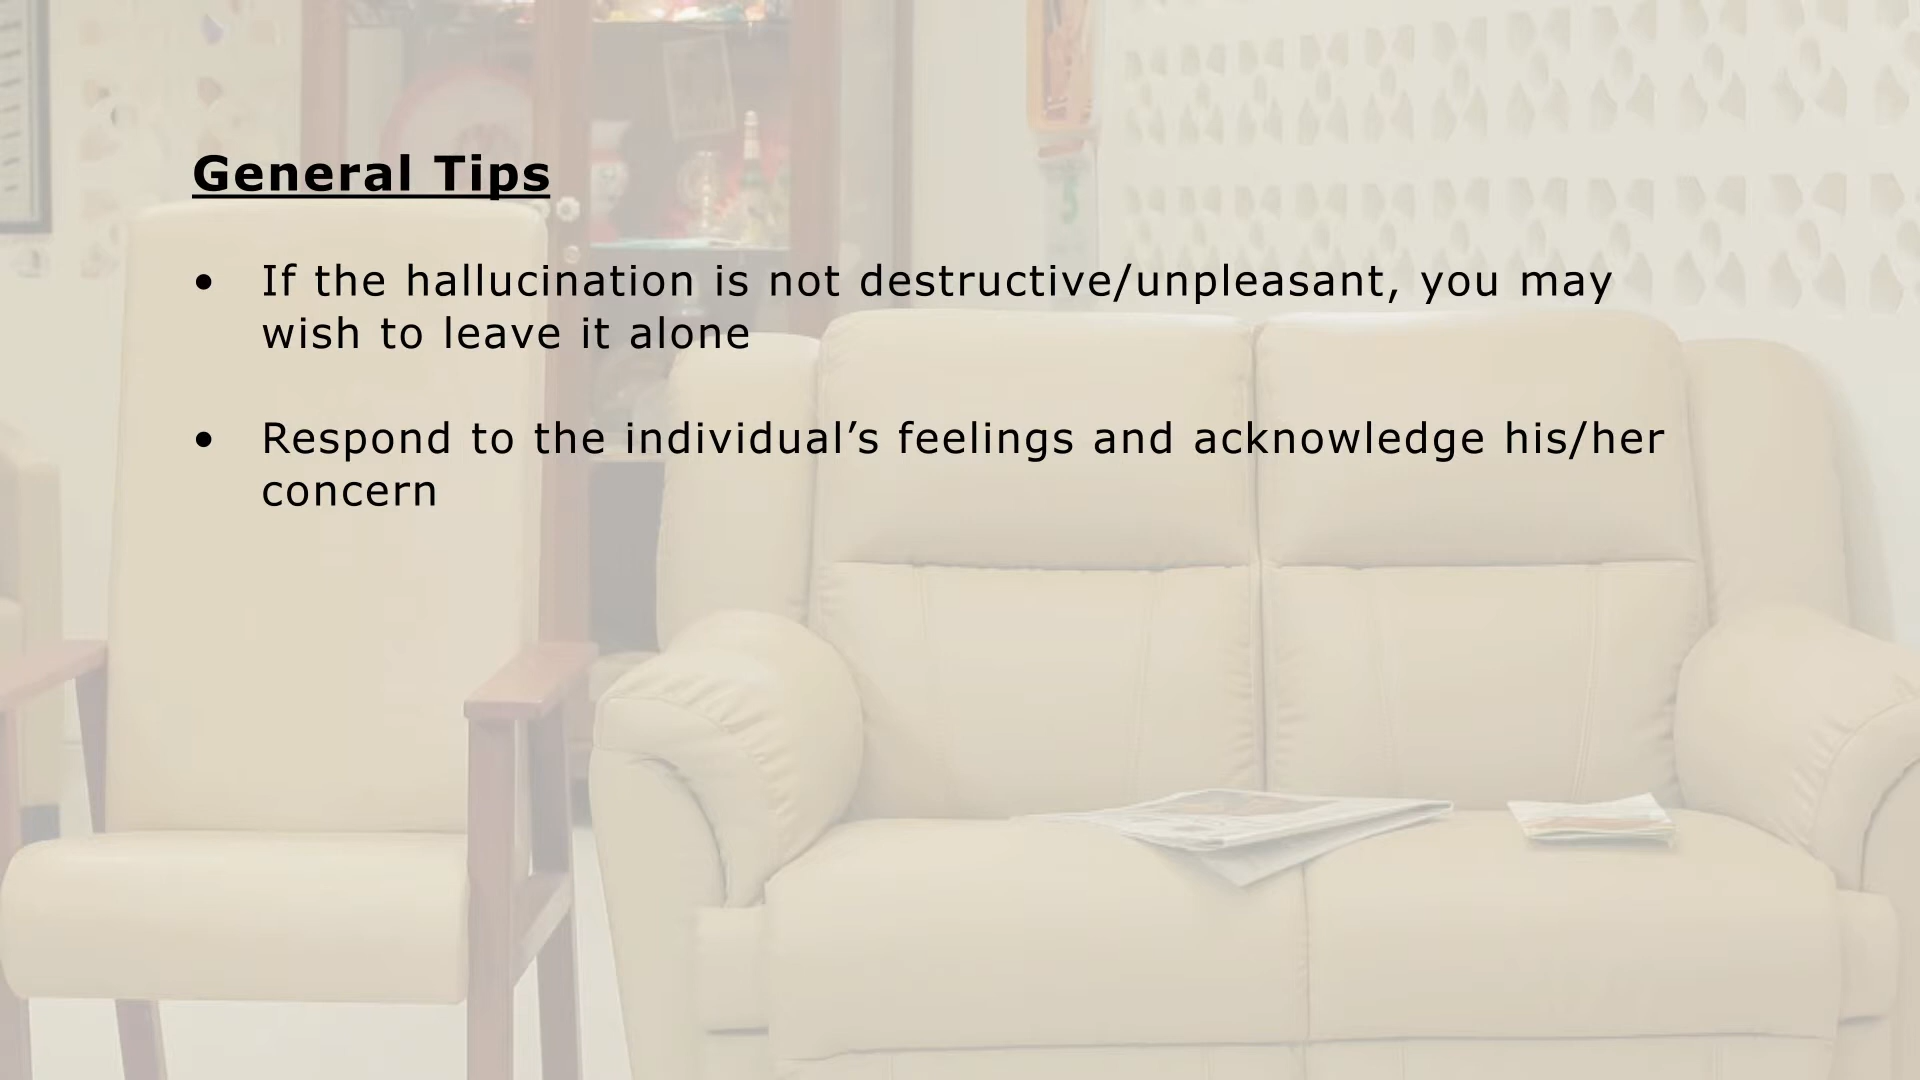 General Tips
• If the hallucination is not destructive/unpleasant, you may
wish to leave it alone
• Respond to the individual’s feelings and acknowledge his/her
concern